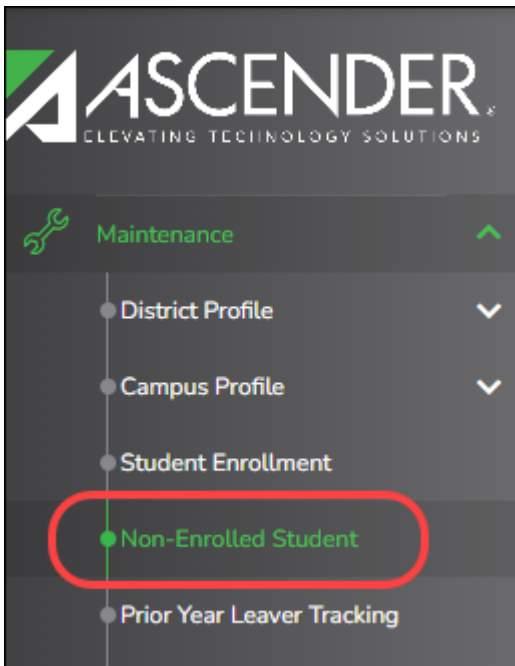 ASCENDER®
ELEVATING TECHNOLOGY SOLUTIONS
Maintenance
District Profile
Campus Profile
Student Enrollment
Non-Enrolled Student
Prior Year Leaver Tracking